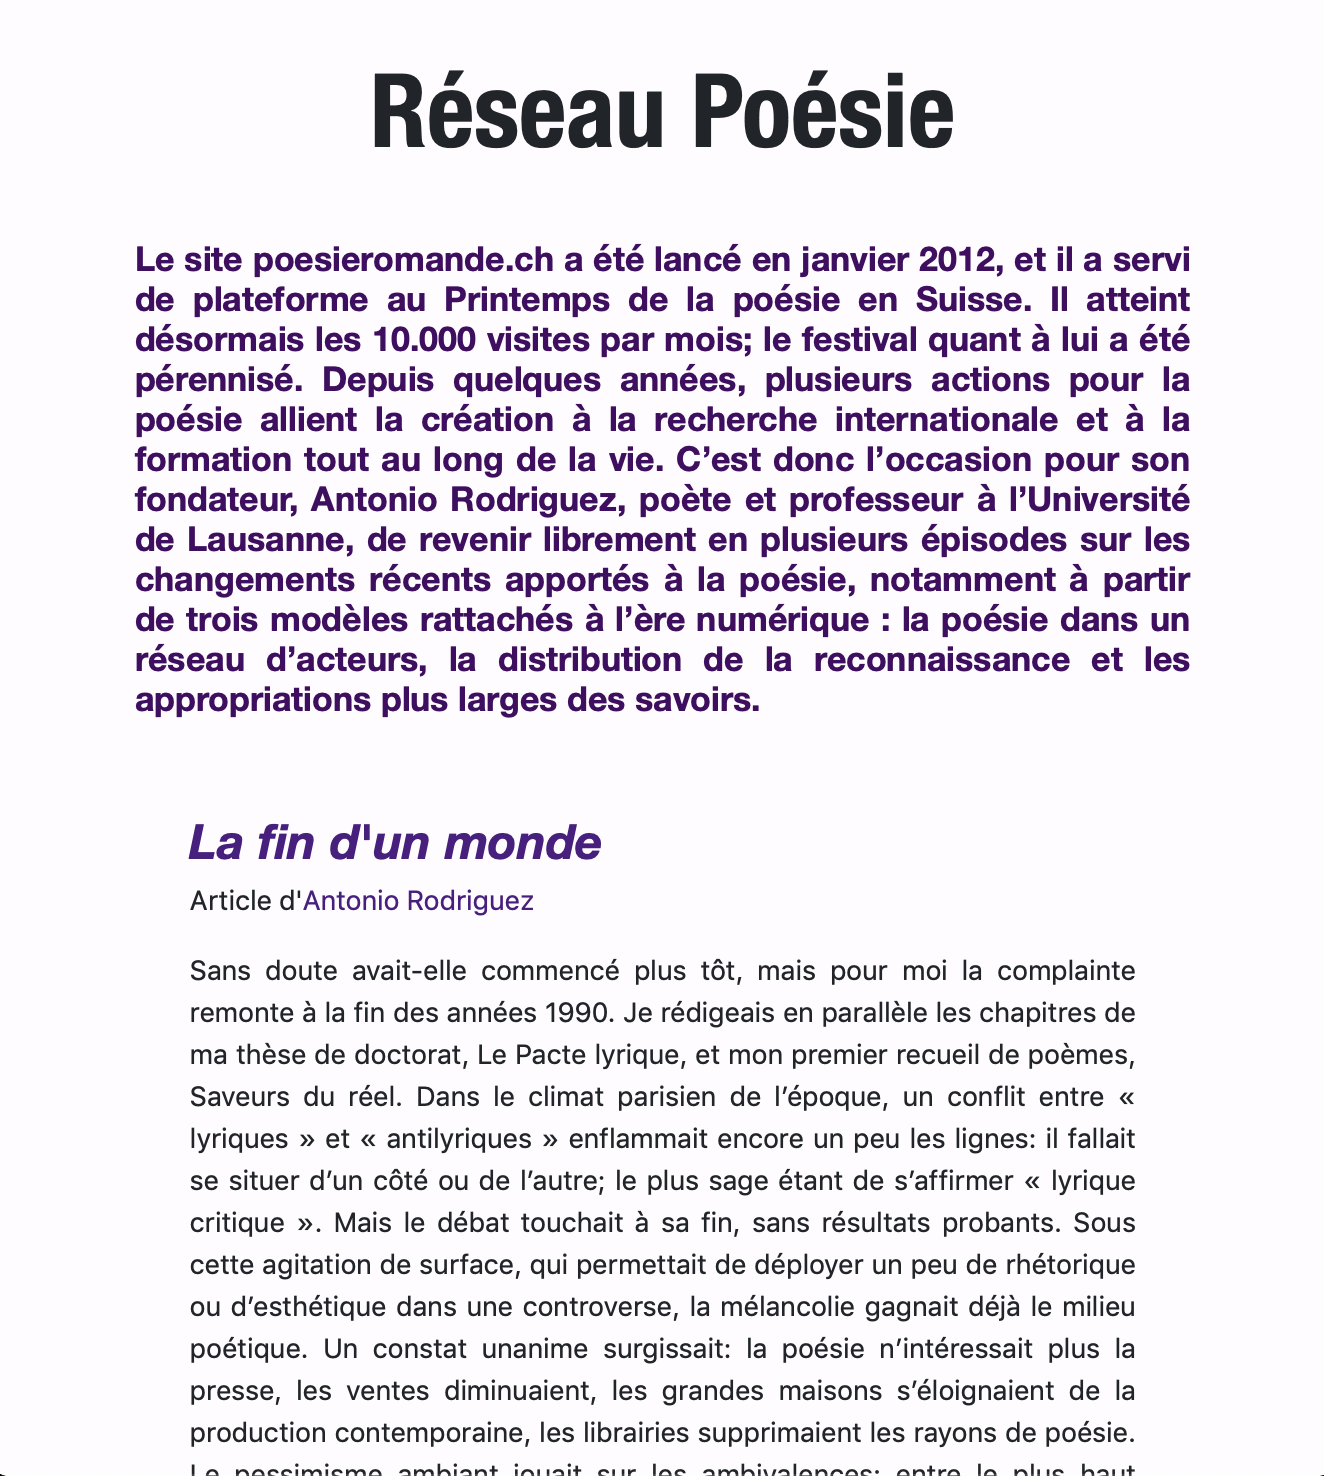 Réseau Poésie
Le site poesieromande.ch a été lancé en janvier 2012, et il a servi
de plateforme au Printemps de la poésie en Suisse. Il atteint
désormais les 10.000 visites par mois; le festival quant à lui a été
pérennisé. Depuis quelques années, plusieurs actions pour la
poésie allient la création à la recherche internationale et à la
formation tout au long de la vie. C’est donc l’occasion pour son
fondateur, Antonio Rodriguez, poète et professeur à l’Université
de Lausanne, de revenir librement en plusieurs épisodes sur les
changements récents apportés à la poésie, notamment à partir
de trois modèles rattachés à l’ère numérique : la poésie dans un
réseau d’acteurs, la distribution de la reconnaissance et les
appropriations plus larges des savoirs.
La fin d'un monde
Article d'Antonio Rodriguez
Sans doute avait-elle commencé plus tôt, mais pour moi la complainte
remonte à la fin des années 1990. Je rédigeais en parallèle les chapitres de
ma thèse de doctorat, Le Pacte lyrique, et mon premier recueil de poèmes,
Saveurs du réel. Dans le climat parisien de l’époque, un conflit entre «
lyriques » et « antilyriques » enflammait encore un peu les lignes: il fallait
se situer d’un côté ou de l’autre; le plus sage étant de s’affirmer « lyrique
critique ». Mais le débat touchait à sa fin, sans résultats probants. Sous
cette agitation de surface, qui permettait de déployer un peu de rhétorique
ou d’esthétique dans une controverse, la mélancolie gagnait déjà le milieu
poétique. Un constat unanime surgissait: la poésie n’intéressait plus la
presse, les ventes diminuaient, les grandes maisons s’éloignaient de la
production contemporaine, les librairies supprimaient les rayons de poésie.
Le pessimisme ambiant jouait sur les ambivalences: entre le plus haut